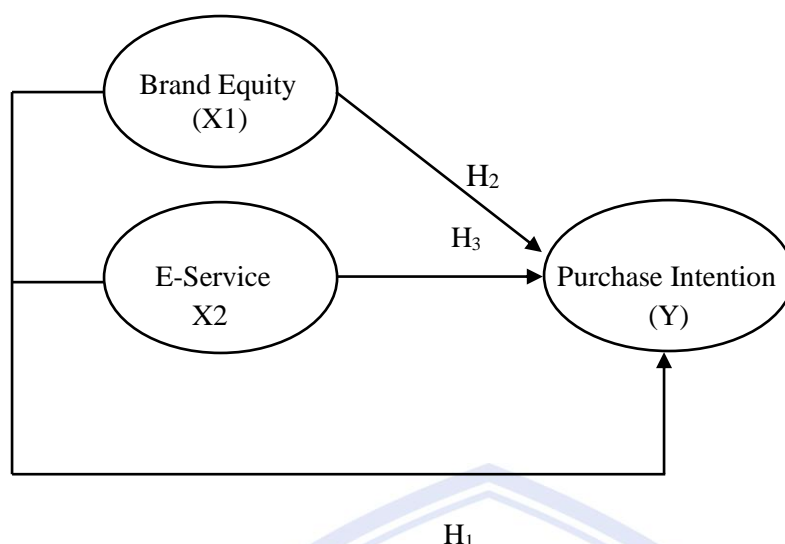 Brand Equity
(X1)
H₂
H₃
E-Service
X2
Purchase Intention
(Y)
H₁